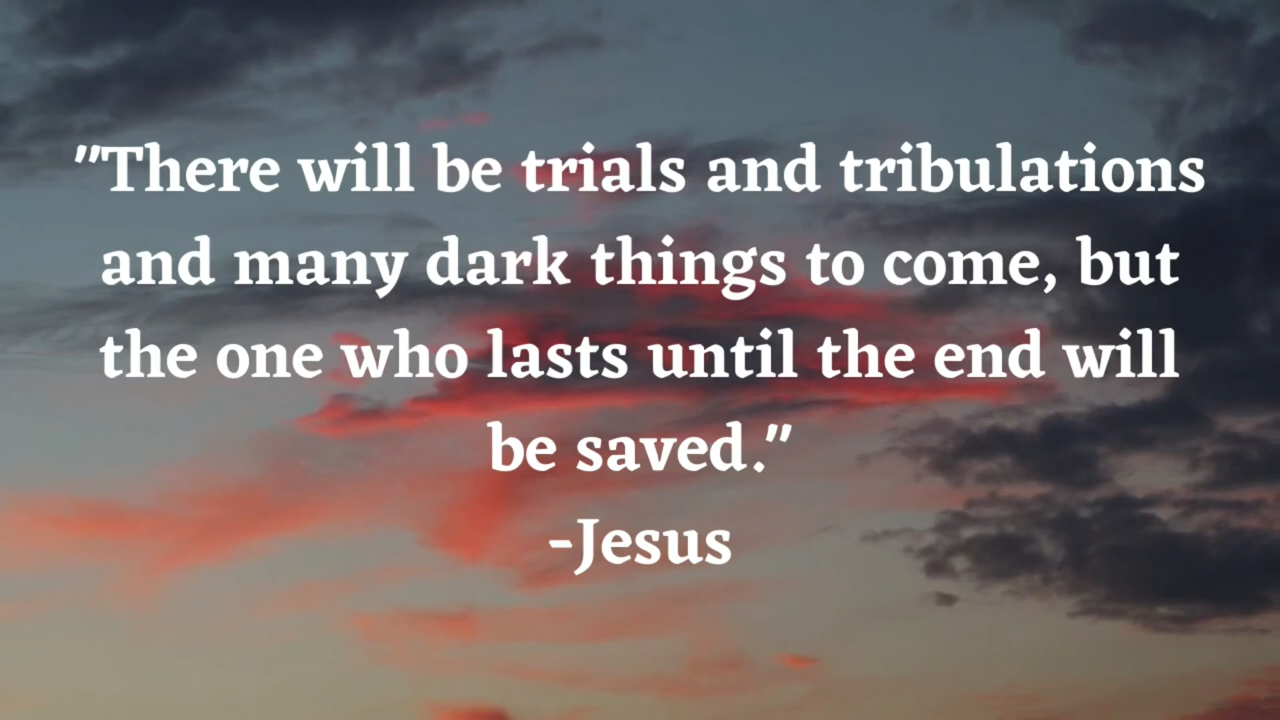 "There will be trials and tribulations
and many dark things to come, but
the one who lasts until the end will
be saved."
-Jesus